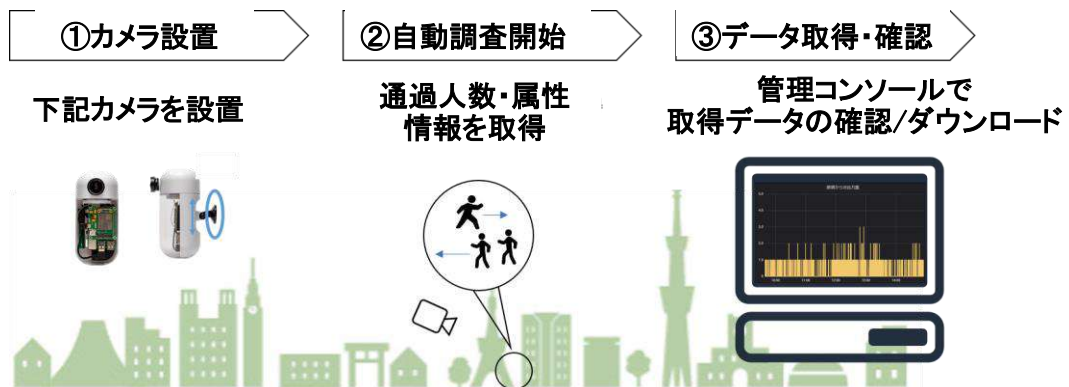 ①カメラ設置
②自動調査開始
③データ取得・確認
下記カメラを設置
通過人数・属性
情報を取得
管理コンソールで
取得データの確認/ダウンロード